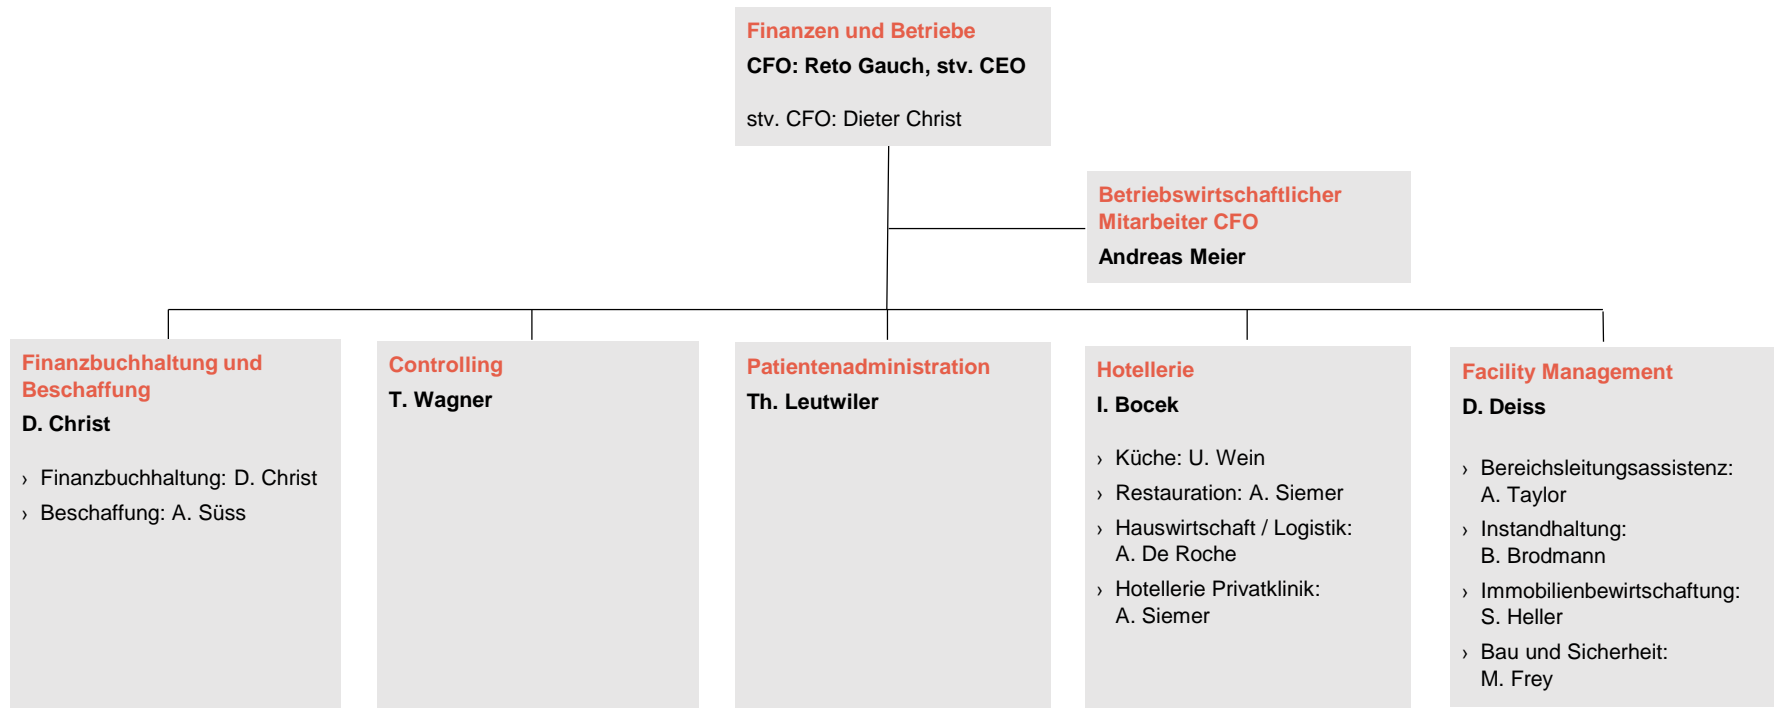 Finanzen und Betriebe
CFO: Reto Gauch, stv. CEO
stv. CFO: Dieter Christ
Betriebswirtschaftlicher
Mitarbeiter CFO
Andreas Meier
Finanzbuchhaltung und
Beschaffung
D. Christ
› Finanzbuchhaltung: D. Christ
› Beschaffung: A. Süss
Controlling
T. Wagner
Patientenadministration
Th. Leutwiler
Hotellerie
I. Bocek
› Küche: U. Wein
› Restauration: A. Siemer
› Hauswirtschaft / Logistik:
A. De Roche
› Hotellerie Privatklinik:
A. Siemer
Facility Management
D. Deiss
› Bereichsleitungsassistenz:
A. Taylor
› Instandhaltung:
B. Brodmann
› Immobilienbewirtschaftung:
S. Heller
› Bau und Sicherheit:
M. Frey